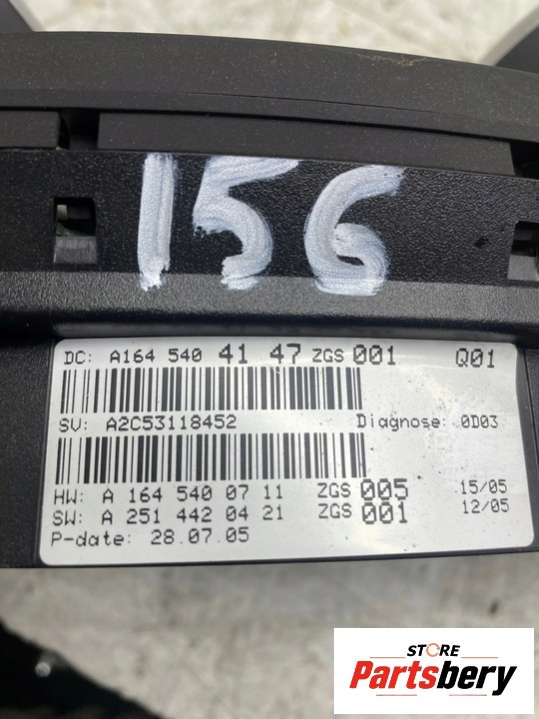 156
DC: A164 540 41 47 ZGS 001 Q01
SV: A2C53118452 Diagnose: 0D03
HW: A 164 540 07 11 ZGS 005 15/05
SW: A 251 442 04 21 ZGS 001 12/05
P-date: 28.07.05
STORE
Partsbery